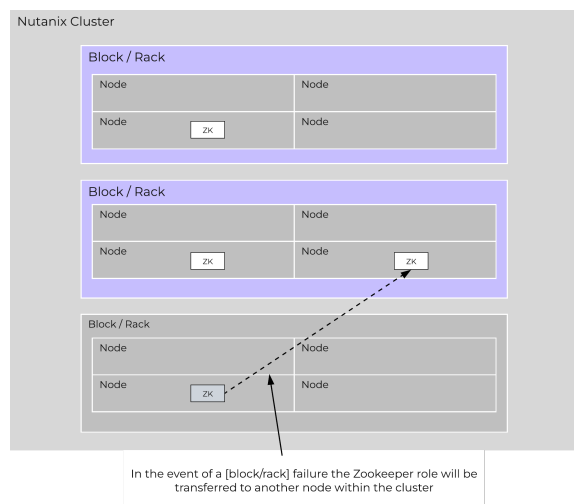 Nutanix Cluster
Block / Rack
Node
Node
Node
ZK
Node
Block / Rack
Node
Node
Node
ZK
Node
ZK
Block / Rack
Node
Node
Node
ZK
Node
In the event of a [block/rack] failure the Zookeeper role will be
transferred to another node within the cluster